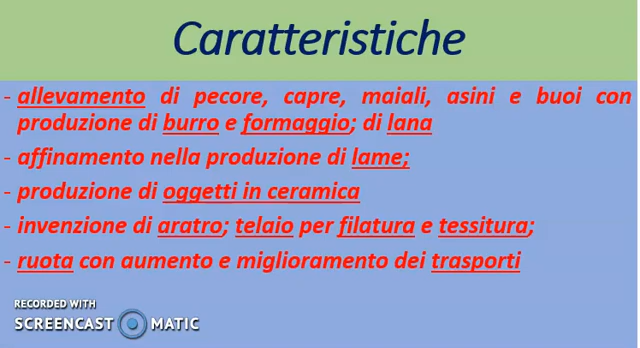 Caratteristiche
- allevamento di pecore, capre, maiali, asini e buoi con
produzione di burro e formaggio; di lana
- affinamento nella produzione di lame;
- produzione di oggetti in ceramica
- invenzione di aratro; telaio per filatura e tessitura;
- ruota con aumento e miglioramento dei trasporti
RECORDED WITH
SCREENCAST MATIC